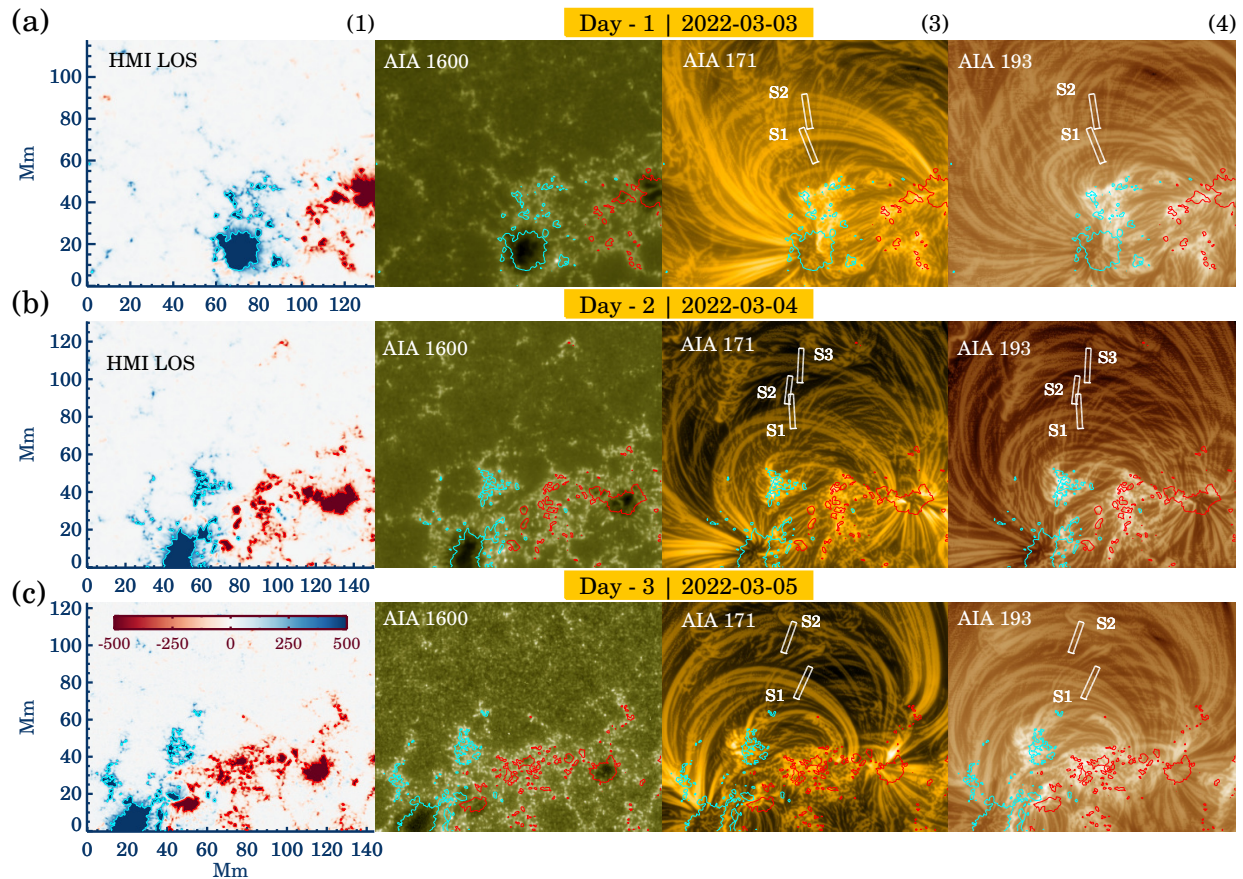 (a) (1) Day - 1 | 2022-03-03 (3) (4)
HMI LOS AIA 1600 AIA 171 AIA 193
S2 S2
S1 S1
Mm
100
80
60
40
20
0
0 20 40 60 80 100 120
(b) Day - 2 | 2022-03-04
HMI LOS AIA 1600 AIA 171 AIA 193
S3 S3
S2 S2
S1 S1
Mm
120
100
80
60
40
20
0
0 20 40 60 80 100 120 140
(c) Day - 3 | 2022-03-05
AIA 1600 AIA 171 AIA 193
-500 -250 0 250 500
S2 S2
S1 S1
Mm
120
100
80
60
40
20
0
0 20 40 60 80 100 120 140
Mm